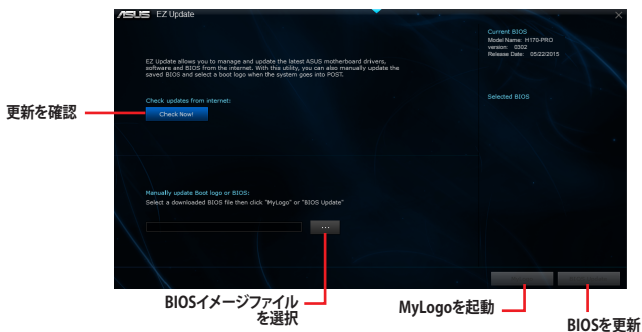 ASUS EZ Update
Current BIOS
Model Name: H170-PRO
version: 0302
Release Date: 05/22/2015
EZ Update allows you to manage and update the latest ASUS motherboard drivers,
software and BIOS from the internet. With this utility, you can also manually update the
saved BIOS and select a boot logo when the system goes into POST.
Check updates from internet:
Selected BIOS
更新を確認
Check Now!
Manually update Boot logo or BIOS:
Select a downloaded BIOS file then click "MyLogo" or "BIOS Update"
...
BIOSイメージファイル
を選択
MyLogoを起動
BIOSを更新